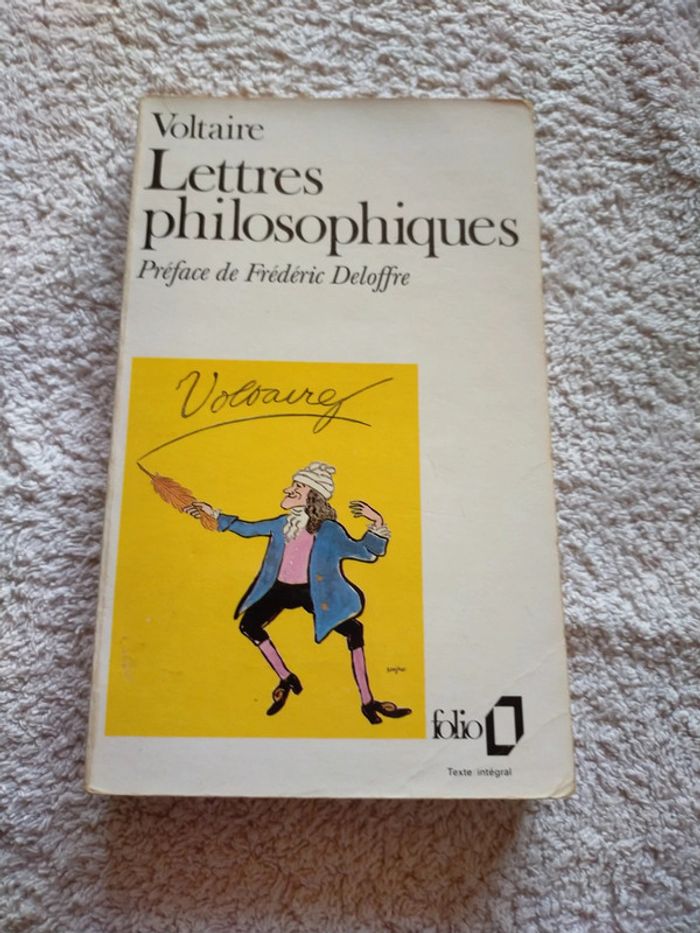 Voltaire
Lettres
philosophiques
Préface de Frédéric Deloffre
Voltaire
folio
Texte intégral